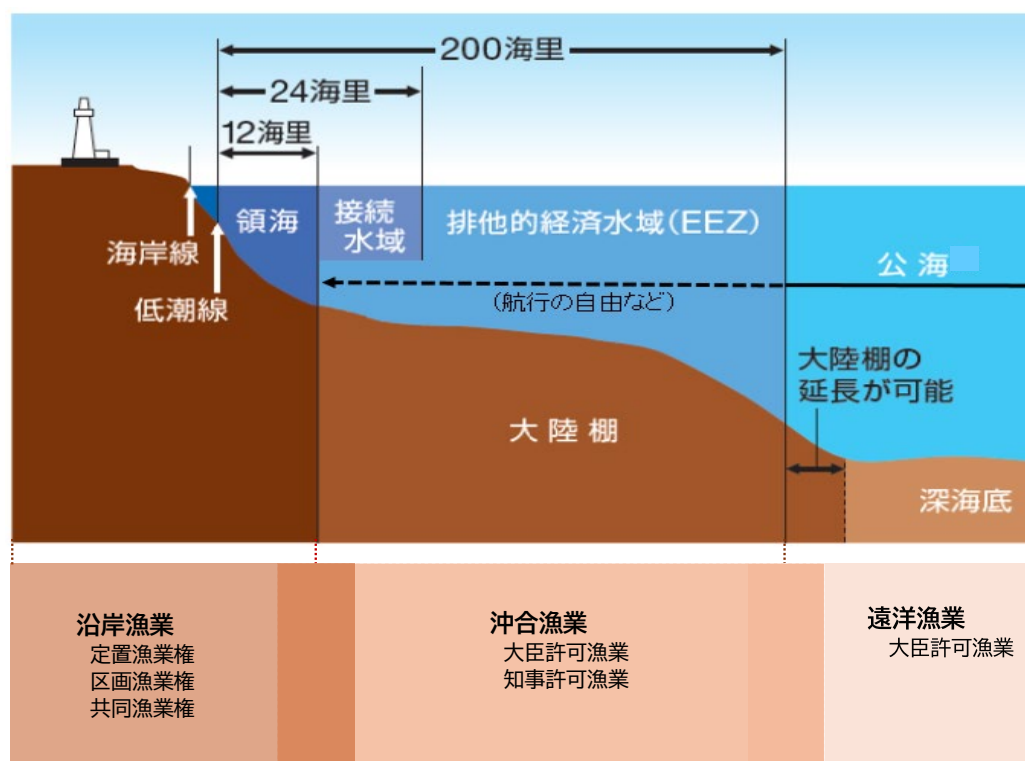 200海里
24海里
12海里
領海
接続
水域
排他的経済水域(EEZ)
公海
海岸線
低潮線
(航行の自由など)
大陸棚の
延長が可能
大陸棚
深海底
沿岸漁業
定置漁業権
区画漁業権
共同漁業権
沖合漁業
大臣許可漁業
知事許可漁業
遠洋漁業
大臣許可漁業